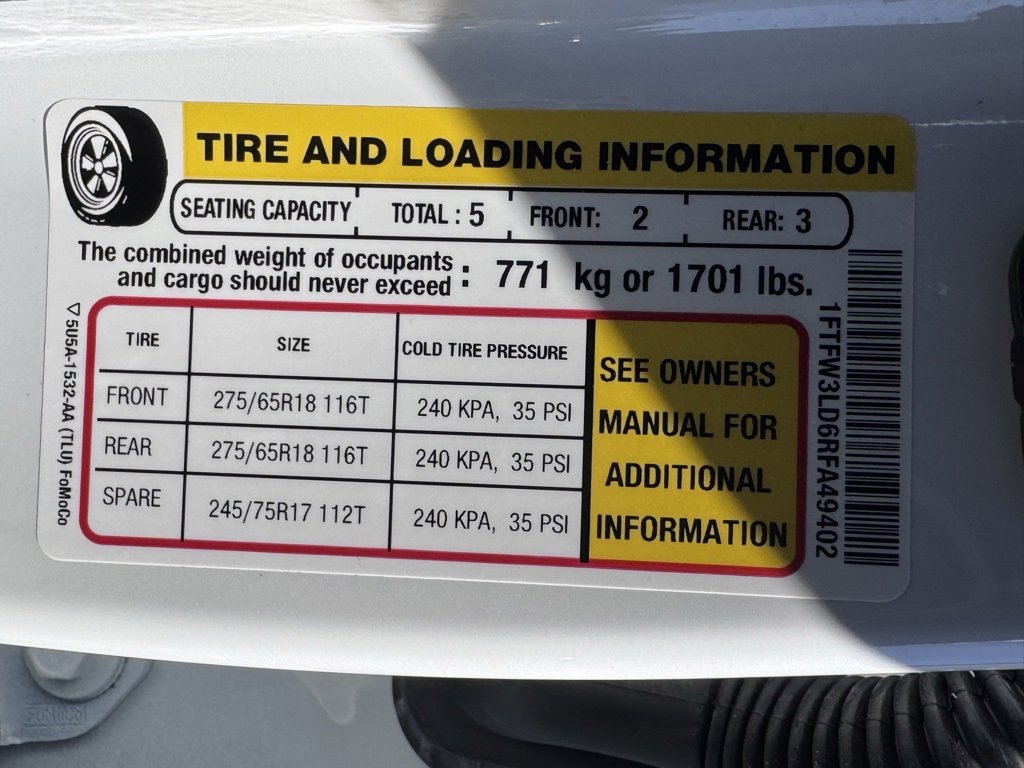 TIRE AND LOADING INFORMATION
SEATING CAPACITY TOTAL : 5 FRONT: 2 REAR: 3
The combined weight of occupants
and cargo should never exceed : 771 kg or 1701 lbs.
TIRE SIZE COLD TIRE PRESSURE
FRONT 275/65R18 116T 240 KPA, 35 PSI
REAR 275/65R18 116T 240 KPA, 35 PSI
SPARE 245/75R17 112T 240 KPA, 35 PSI
SEE OWNERS
MANUAL FOR
ADDITIONAL
INFORMATION
1FTFW3LD6RFA49402
5U5A-1532-AA (TLU) FoMoCo
FoMoCo